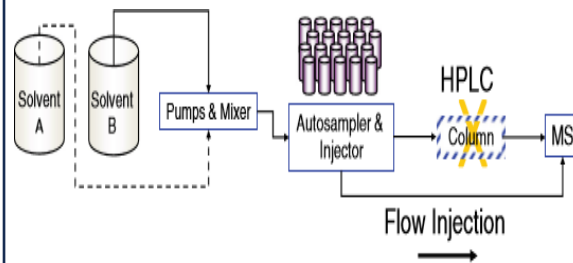 Solvent
A
Solvent
B
Pumps & Mixer
Autosampler &
Injector
HPLC
Column
MS
Flow Injection